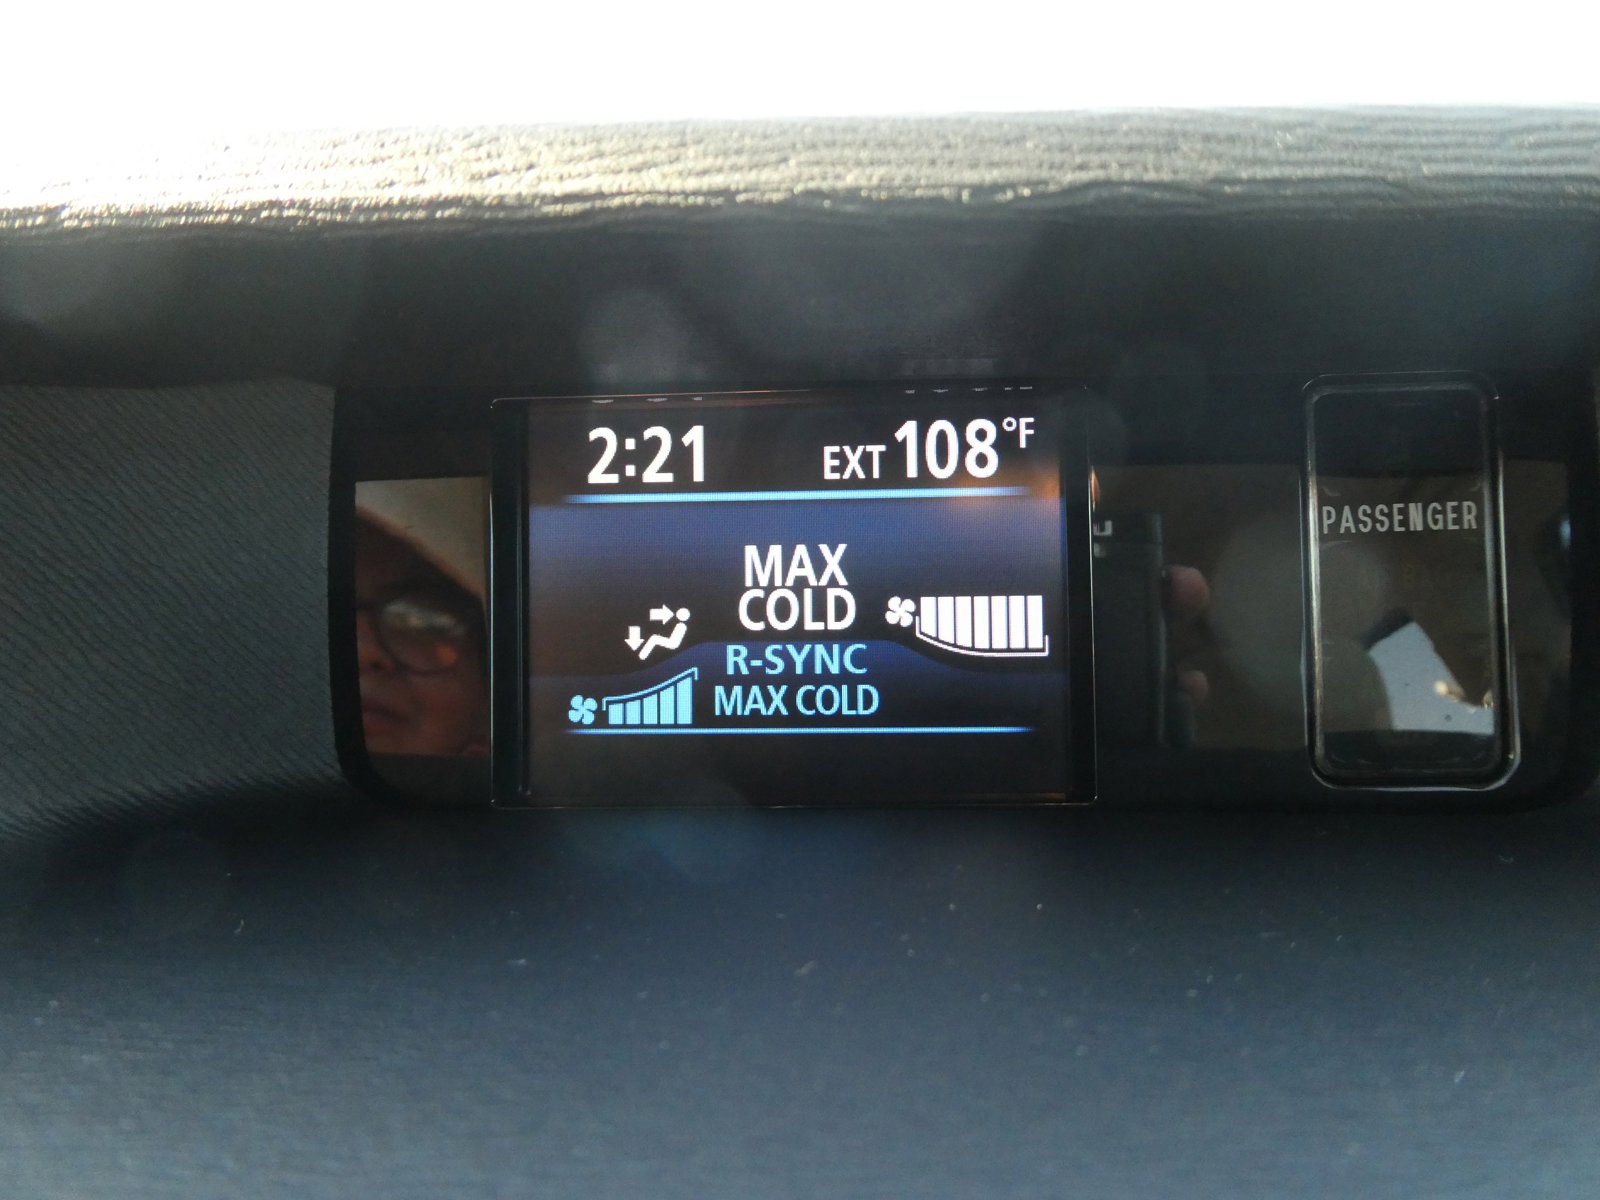 2:21 EXT 108°F
MAX
COLD
R-SYNC
MAX COLD
PASSENGER